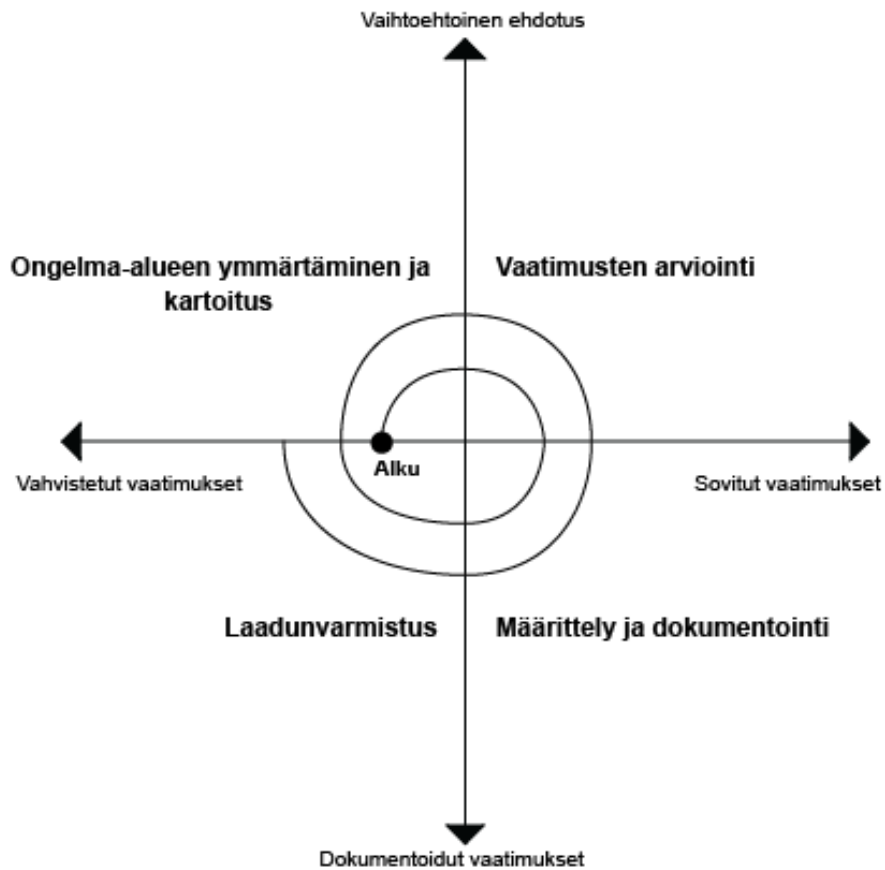 Vaihtoehtoinen ehdotus
Ongelma-alueen ymmärtäminen ja
kartoitus
Vaatimusten arviointi
Alku
Vahvistetut vaatimukset
Sovitut vaatimukset
Laadunvarmistus
Määrittely ja dokumentointi
Dokumentoidut vaatimukset